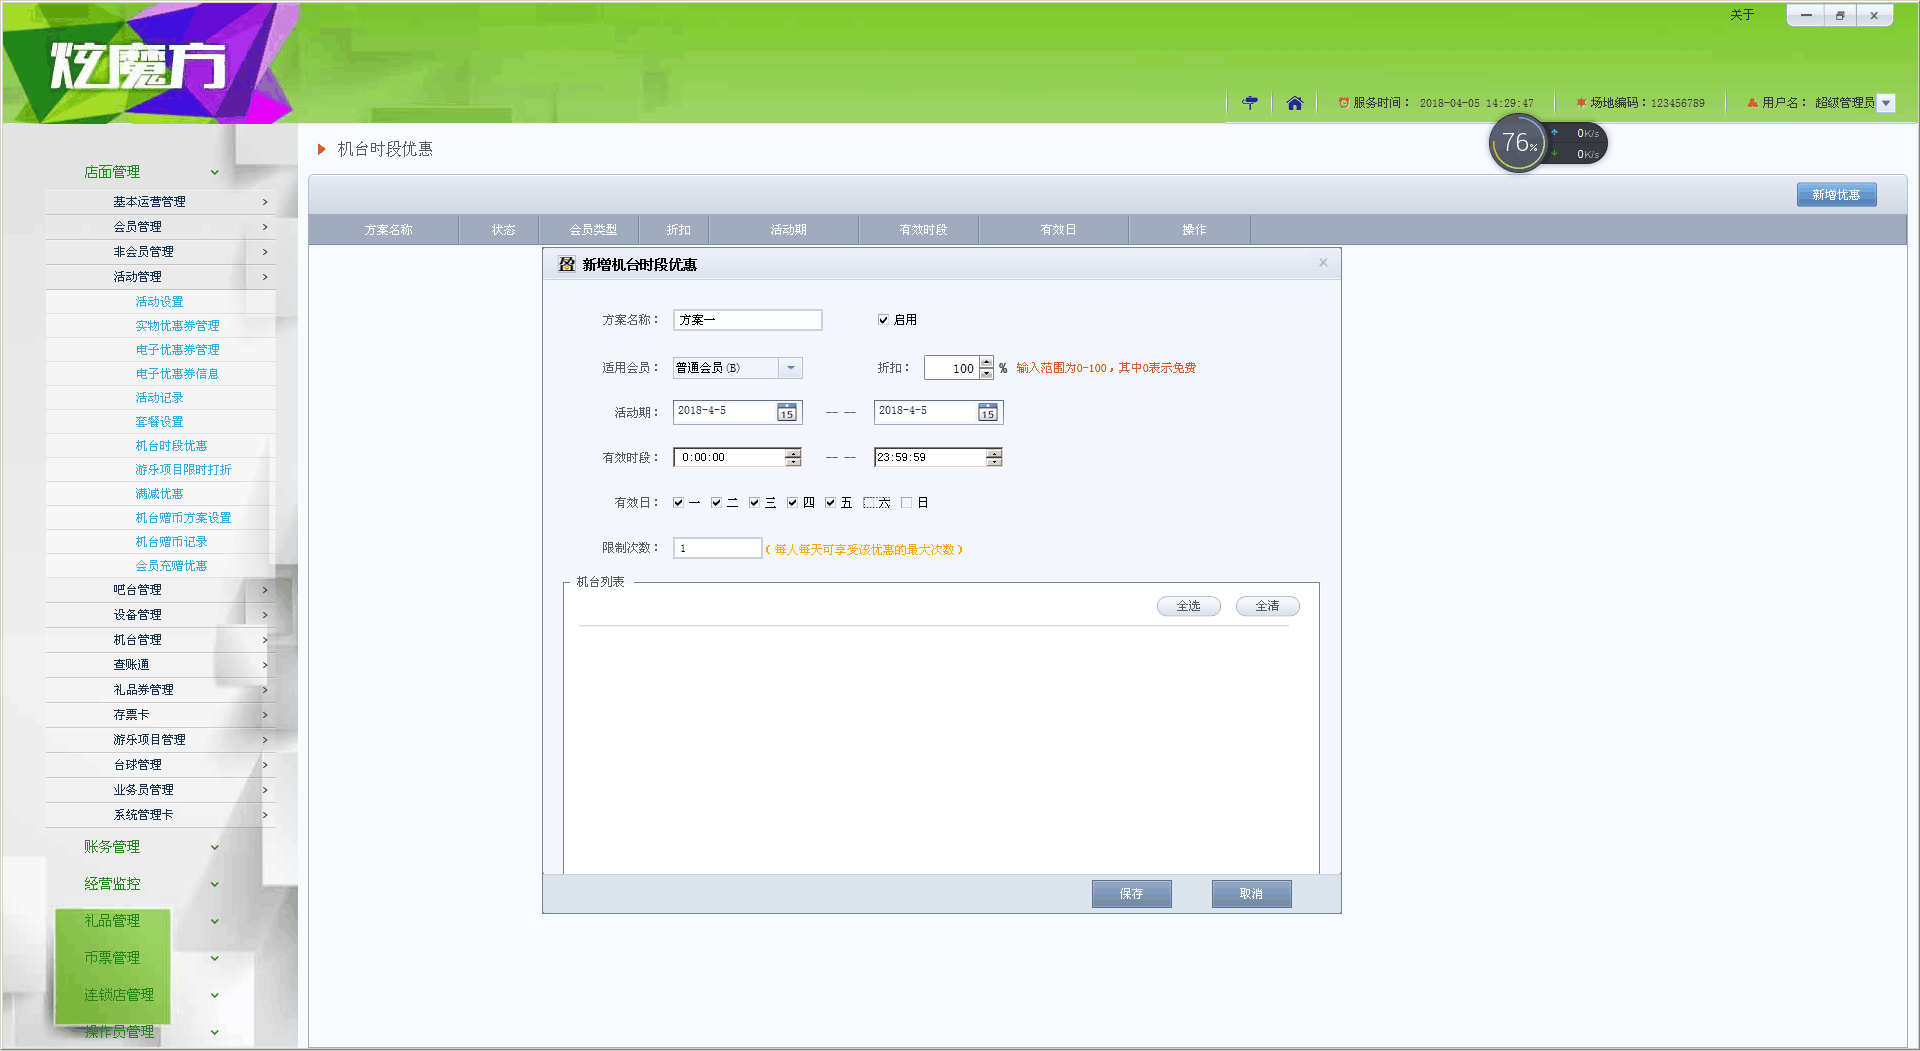 关于
炫魔方
服务时间： 2018-04-05 14:29:47
场地编码：123456789
用户名： 超级管理员
76%
0K/s
0K/s
店面管理
基本运营管理
会员管理
非会员管理
活动管理
活动设置
实物优惠券管理
电子优惠券管理
电子优惠券信息
活动记录
套餐设置
机台时段优惠
游乐项目限时打折
满减优惠
机台赠币方案设置
机台赠币记录
会员充赠优惠
吧台管理
设备管理
机台管理
查账通
礼品券管理
存票卡
游乐项目管理
台球管理
业务员管理
系统管理卡
账务管理
经营监控
礼品管理
币票管理
连锁店管理
操作员管理
机台时段优惠
新增优惠
方案名称 状态 会员类型 折扣 活动期 有效时段 有效日 操作
新增机台时段优惠
方案名称： 方案一 启用
适用会员： 普通会员(B) 折扣： 100 % 输入范围为0-100，其中0表示免费
活动期： 2018-4-5 15 -- -- 2018-4-5 15
有效时段： 0:00:00 -- -- 23:59:59
有效日： 一 二 三 四 五 六 日
限制次数： 1 （每人每天可享受该优惠的最大次数）
机台列表
全选 全清
保存 取消